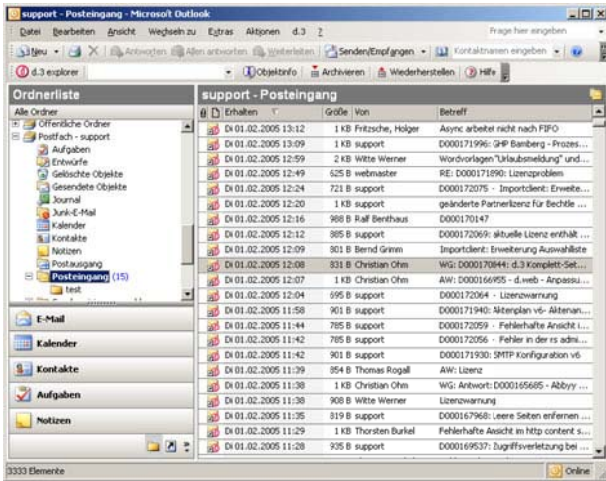 support - Posteingang - Microsoft Outlook
Datei Bearbeiten Ansicht Wechseln zu Extras Aktionen d.3 ? Frage hier eingeben
Neu Antworten Allen antworten Weiterleiten Senden/Empfangen Kontaktnamen eingeben
d.3 explorer Objektinfo Archivieren Wiederherstellen Hilfe
Ordnerliste
Alle Ordner
Öffentliche Ordner
Postfach - support
Aufgaben
Entwürfe
Gelöschte Objekte
Gesendete Objekte
Journal
Junk-E-Mail
Kalender
Kontakte
Notizen
Postausgang
Posteingang (15)
test
E-Mail
Kalender
Kontakte
Aufgaben
Notizen
support - Posteingang
Erhalten Größe Von Betreff
Di 01.02.2005 13:12 1 KB Fritzsche, Holger Async arbeitet nicht nach FIFO
Di 01.02.2005 13:09 1 KB support D000171996: GHP Bamberg - Prozes...
Di 01.02.2005 12:59 2 KB Witte Werner Wordvorlagen "Urlaubsmeldung" und...
Di 01.02.2005 12:49 625 B webmaster RE: D000171890: Lizenzproblem
Di 01.02.2005 12:24 721 B support D000172075 - Importclient: Erweite...
Di 01.02.2005 12:20 1 KB support geänderte Partnerlizenz für Bechtle ...
Di 01.02.2005 12:16 988 B Ralf Benthaus D000170147
Di 01.02.2005 12:12 885 B support D000172069: aktuelle Lizenz enthält ...
Di 01.02.2005 12:09 801 B Bernd Grimm Importclient: Erweiterung Auswahlliste
Di 01.02.2005 12:08 831 B Christian Ohm WG: D000170844: d.3 Komplett-Set...
Di 01.02.2005 12:07 1 KB Christian Ohm AW: D000166955 - d.web - Anpassu...
Di 01.02.2005 12:04 695 B support D000172064 - Lizenzwarnung
Di 01.02.2005 11:58 901 B support D000171940: Aktenplan v6- Aktenan...
Di 01.02.2005 11:44 785 B support D000172059 - Fehlerhafte Ansicht i...
Di 01.02.2005 11:42 785 B support D000172056 - Fehler in der rs admi...
Di 01.02.2005 11:42 901 B support D000171930: SMTP Konfiguration v6
Di 01.02.2005 11:39 854 B Thomas Rogall AW: Lizenz
Di 01.02.2005 11:38 1 KB Christian Ohm WG: Antwort: D000165685 - Abbyy ...
Di 01.02.2005 11:38 908 B Witte Werner Lizenzwarnung
Di 01.02.2005 11:35 819 B support D000167968: Leere Seiten enfernen ...
Di 01.02.2005 11:29 1 KB Thorsten Burkel Fehlerhafte Ansicht im http content s...
Di 01.02.2005 11:28 935 B support D000169537: Zugriffsverletzung bei ...
3333 Elemente Online